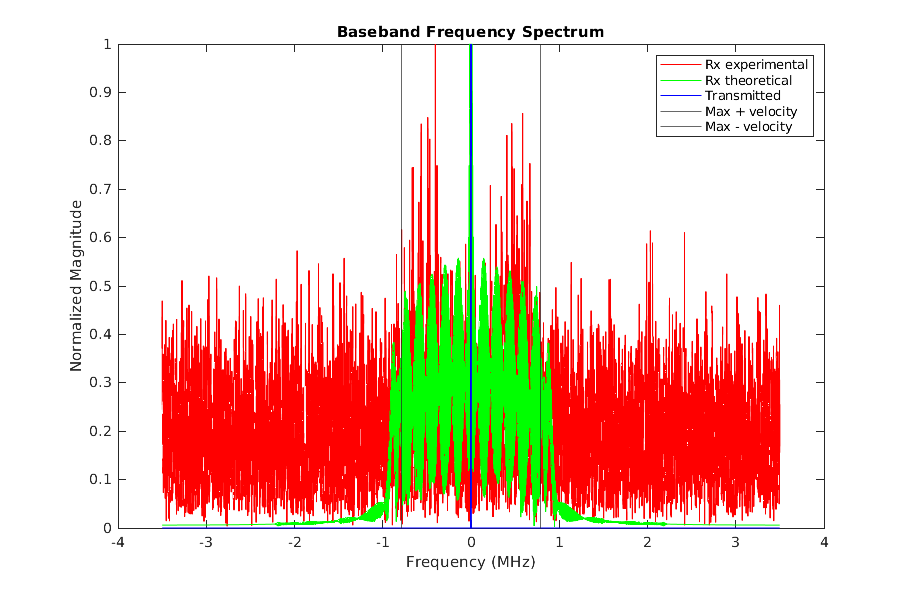 Baseband Frequency Spectrum
1
0.9
0.8
0.7
0.6
0.5
0.4
0.3
0.2
0.1
0
Normalized Magnitude
Rx experimental
Rx theoretical
Transmitted
Max + velocity
Max - velocity
-4 -3 -2 -1 0 1 2 3 4
Frequency (MHz)